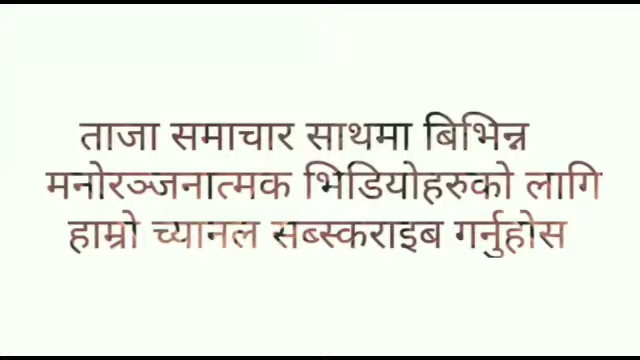 ताजा समाचार साथमा बिभिन्न
मनोरञ्जनात्मक भिडियोहरुको लागि
हाम्रो च्यानल सब्स्कराइब गर्नुहोस